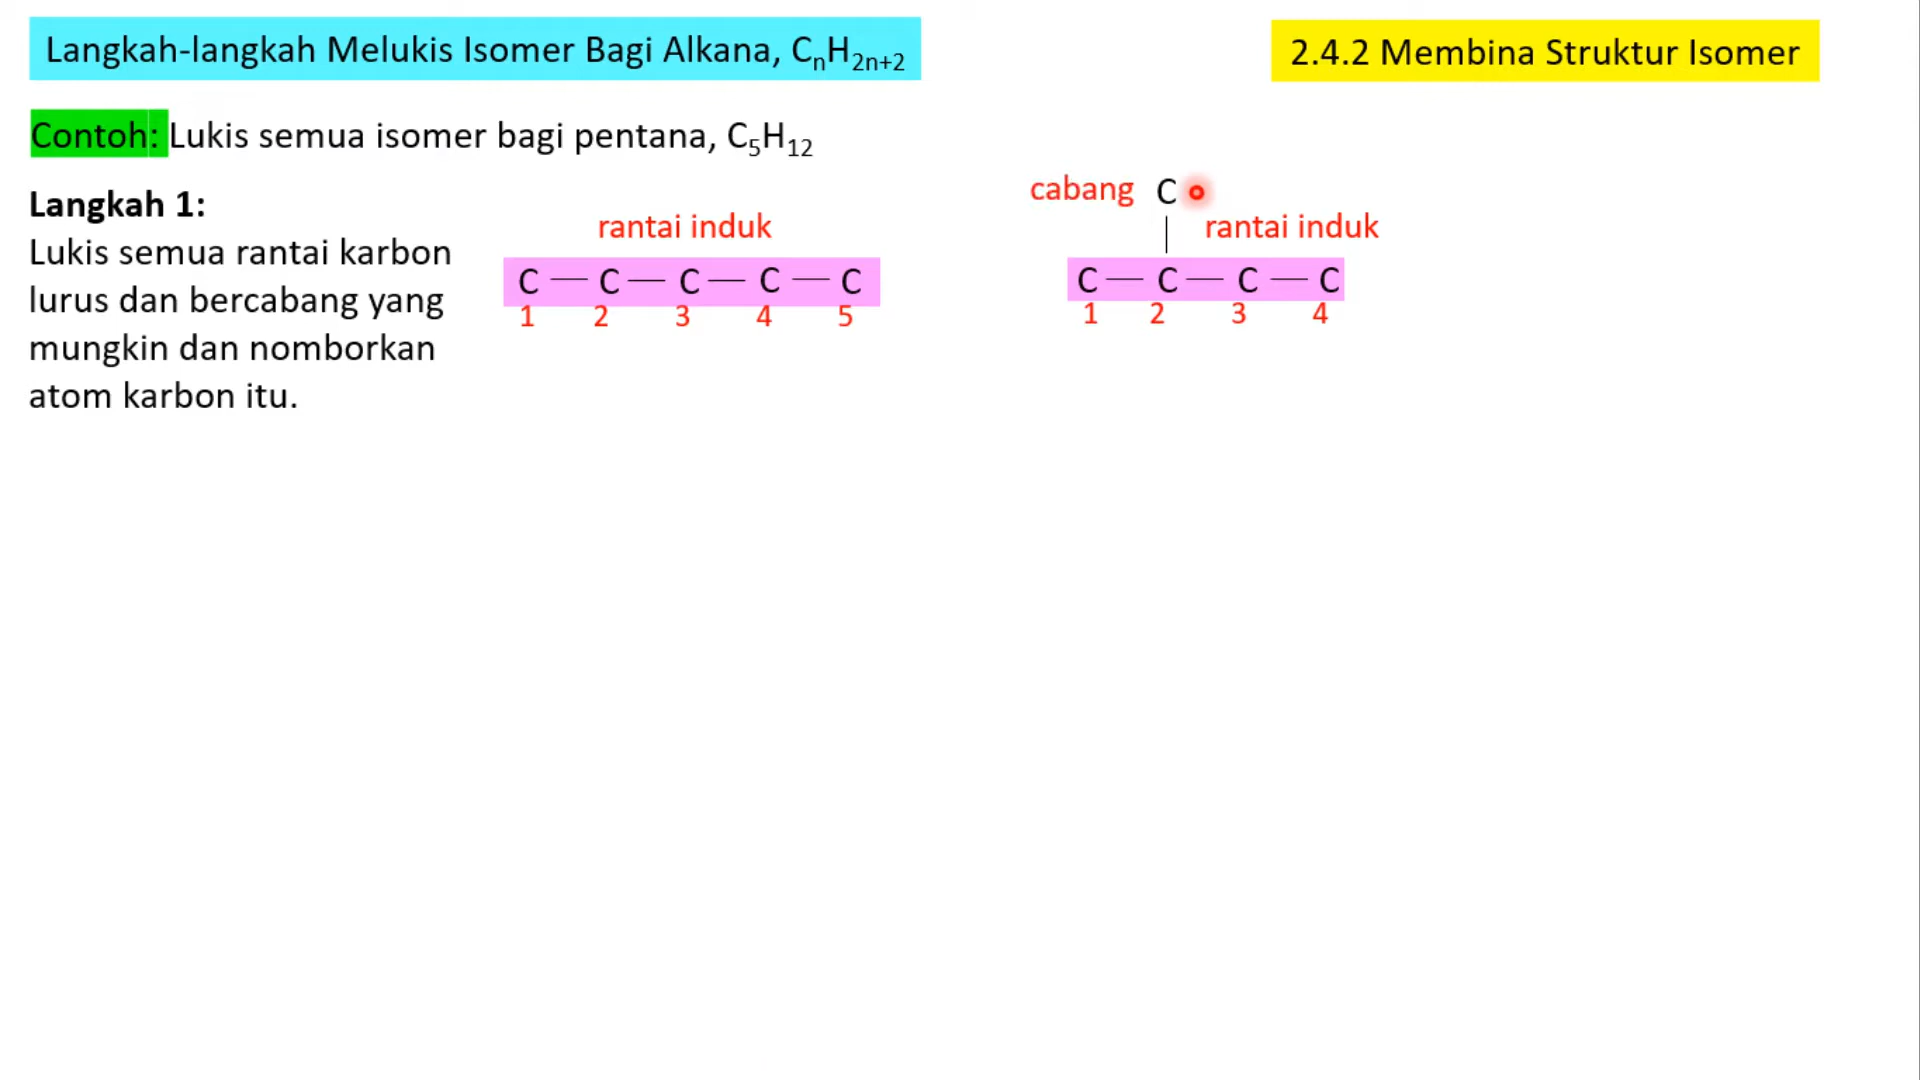 Langkah-langkah Melukis Isomer Bagi Alkana, CₙH₂ₙ₊₂
2.4.2 Membina Struktur Isomer
Contoh: Lukis semua isomer bagi pentana, C₅H₁₂
Langkah 1:
Lukis semua rantai karbon
lurus dan bercabang yang
mungkin dan nomborkan
atom karbon itu.
rantai induk
C — C — C — C — C
1 2 3 4 5
cabang C
rantai induk
C — C — C — C
1 2 3 4